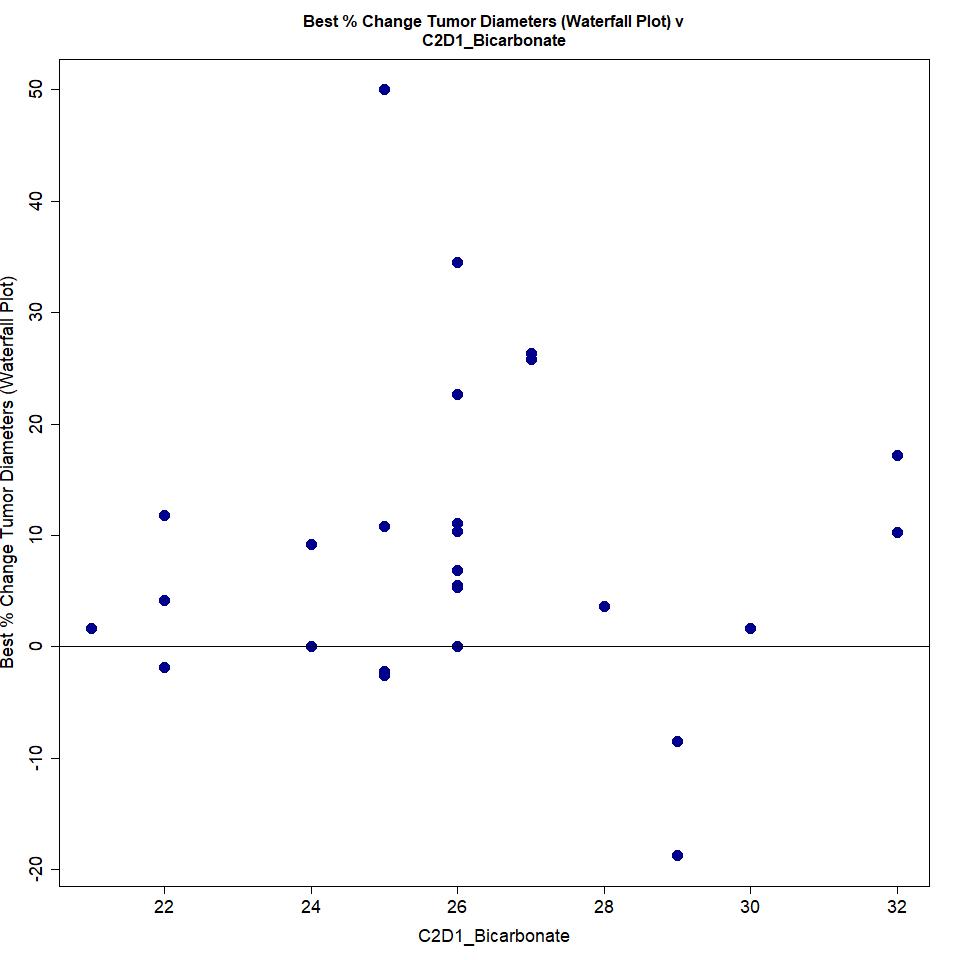 Best % Change Tumor Diameters (Waterfall Plot) v
C2D1_Bicarbonate
Best % Change Tumor Diameters (Waterfall Plot)
50
40
30
20
10
0
-10
-20
22 24 26 28 30 32
C2D1_Bicarbonate